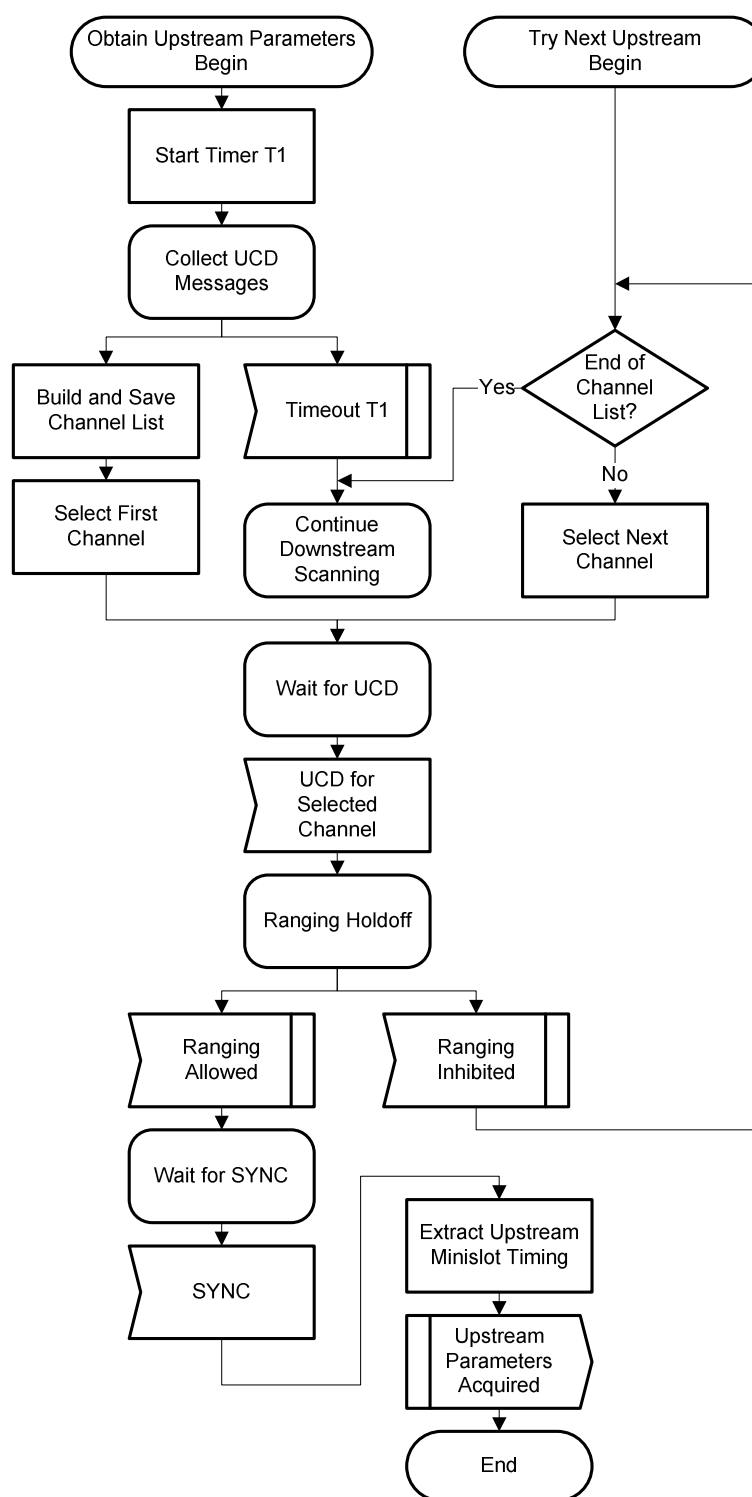 Obtain Upstream Parameters
Begin
Try Next Upstream
Begin
Start Timer T1
Collect UCD
Messages
Build and Save
Channel List
Timeout T1
Yes
End of
Channel
List?
No
Select First
Channel
Continue
Downstream
Scanning
Select Next
Channel
Wait for UCD
UCD for
Selected
Channel
Ranging Holdoff
Ranging
Allowed
Ranging
Inhibited
Wait for SYNC
Extract Upstream
Minislot Timing
SYNC
Upstream
Parameters
Acquired
End